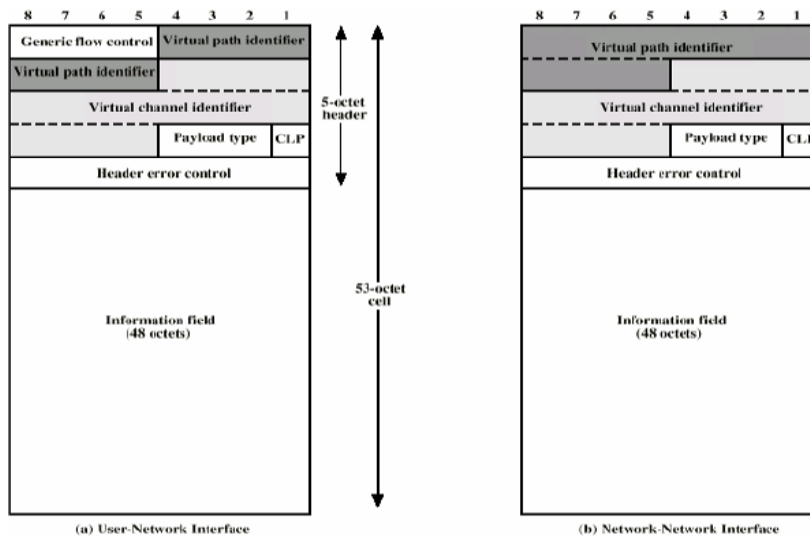 8 7 6 5 4 3 2 1
Generic flow control
Virtual path identifier
Virtual path identifier
Virtual channel identifier
Payload type
CLP
Header error control
Information field
(48 octets)
(a) User-Network Interface
5-octet
header
53-octet
cell
8 7 6 5 4 3 2 1
Virtual path identifier
Virtual channel identifier
Payload type
CLP
Header error control
Information field
(48 octets)
(b) Network-Network Interface